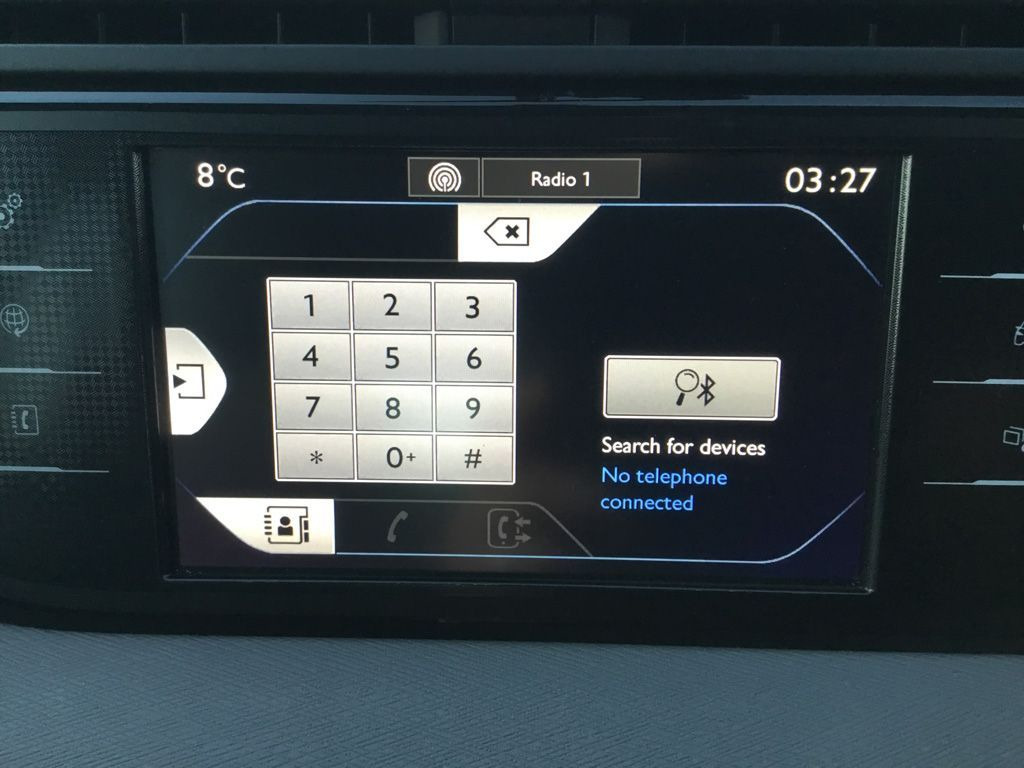 8°C
Radio 1
03:27
1 2 3
4 5 6
7 8 9
* 0+ #
Search for devices
No telephone
connected